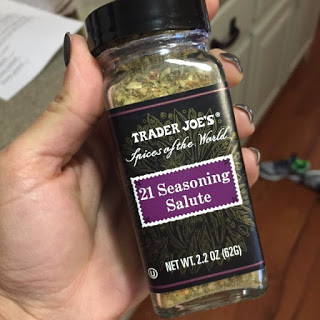 TRADER JOE'S®
Spices of the World
21 Seasoning
Salute
U
NET WT. 2.2 OZ (62G)